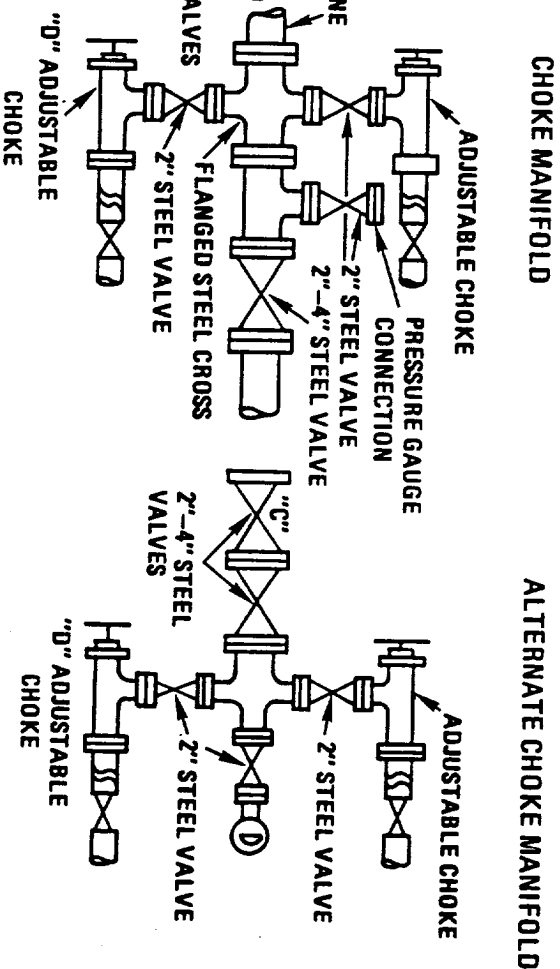 CHOKE MANIFOLD
ADJUSTABLE CHOKE
PRESSURE GAUGE
CONNECTION
2" STEEL VALVE
2"–4" STEEL VALVE
FLANGED STEEL CROSS
2" STEEL VALVE
"D" ADJUSTABLE
CHOKE
ALTERNATE CHOKE MANIFOLD
ADJUSTABLE CHOKE
2" STEEL VALVE
"C"
2"–4" STEEL
VALVES
2" STEEL VALVE
"D" ADJUSTABLE
CHOKE